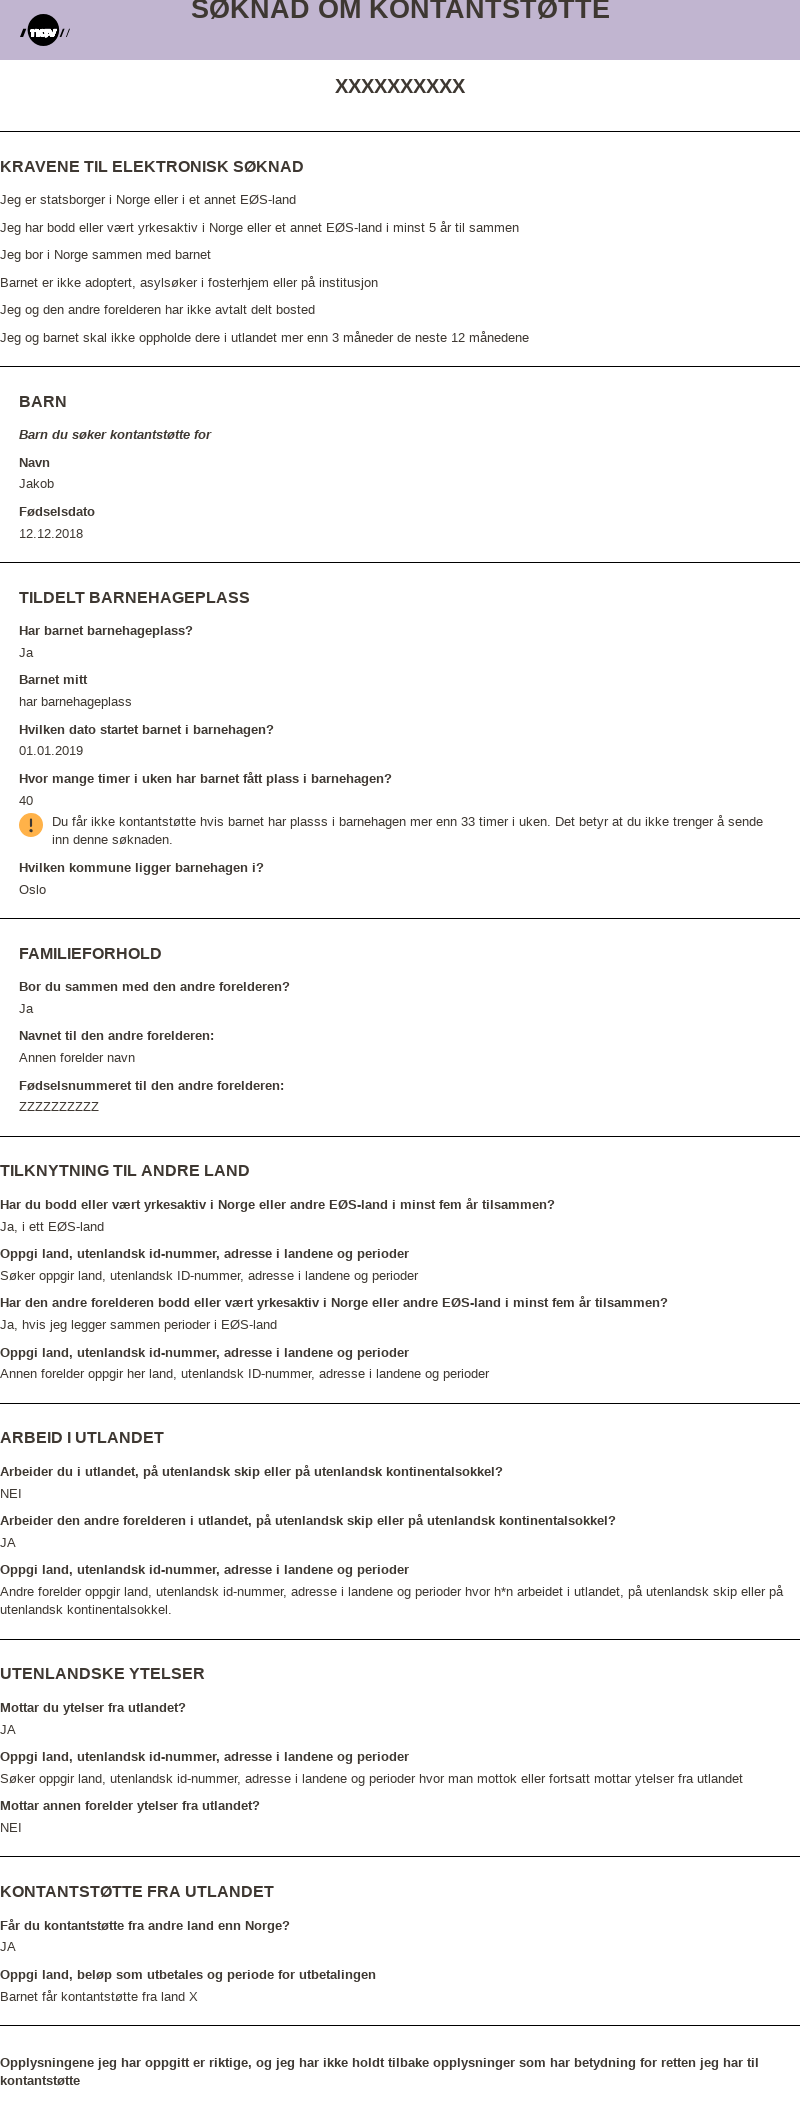 SØKNAD OM KONTANTSTØTTE
nav
XXXXXXXXXX
KRAVENE TIL ELEKTRONISK SØKNAD
Jeg er statsborger i Norge eller i et annet EØS-land
Jeg har bodd eller vært yrkesaktiv i Norge eller et annet EØS-land i minst 5 år til sammen
Jeg bor i Norge sammen med barnet
Barnet er ikke adoptert, asylsøker i fosterhjem eller på institusjon
Jeg og den andre forelderen har ikke avtalt delt bosted
Jeg og barnet skal ikke oppholde dere i utlandet mer enn 3 måneder de neste 12 månedene
BARN
Barn du søker kontantstøtte for
Navn
Jakob
Fødselsdato
12.12.2018
TILDELT BARNEHAGEPLASS
Har barnet barnehageplass?
Ja
Barnet mitt
har barnehageplass
Hvilken dato startet barnet i barnehagen?
01.01.2019
Hvor mange timer i uken har barnet fått plass i barnehagen?
40
Du får ikke kontantstøtte hvis barnet har plasss i barnehagen mer enn 33 timer i uken. Det betyr at du ikke trenger å sende
inn denne søknaden.
Hvilken kommune ligger barnehagen i?
Oslo
FAMILIEFORHOLD
Bor du sammen med den andre forelderen?
Ja
Navnet til den andre forelderen:
Annen forelder navn
Fødselsnummeret til den andre forelderen:
ZZZZZZZZZZ
TILKNYTNING TIL ANDRE LAND
Har du bodd eller vært yrkesaktiv i Norge eller andre EØS-land i minst fem år tilsammen?
Ja, i ett EØS-land
Oppgi land, utenlandsk id-nummer, adresse i landene og perioder
Søker oppgir land, utenlandsk ID-nummer, adresse i landene og perioder
Har den andre forelderen bodd eller vært yrkesaktiv i Norge eller andre EØS-land i minst fem år tilsammen?
Ja, hvis jeg legger sammen perioder i EØS-land
Oppgi land, utenlandsk id-nummer, adresse i landene og perioder
Annen forelder oppgir her land, utenlandsk ID-nummer, adresse i landene og perioder
ARBEID I UTLANDET
Arbeider du i utlandet, på utenlandsk skip eller på utenlandsk kontinentalsokkel?
NEI
Arbeider den andre forelderen i utlandet, på utenlandsk skip eller på utenlandsk kontinentalsokkel?
JA
Oppgi land, utenlandsk id-nummer, adresse i landene og perioder
Andre forelder oppgir land, utenlandsk id-nummer, adresse i landene og perioder hvor h*n arbeidet i utlandet, på utenlandsk skip eller på
utenlandsk kontinentalsokkel.
UTENLANDSKE YTELSER
Mottar du ytelser fra utlandet?
JA
Oppgi land, utenlandsk id-nummer, adresse i landene og perioder
Søker oppgir land, utenlandsk id-nummer, adresse i landene og perioder hvor man mottok eller fortsatt mottar ytelser fra utlandet
Mottar annen forelder ytelser fra utlandet?
NEI
KONTANTSTØTTE FRA UTLANDET
Får du kontantstøtte fra andre land enn Norge?
JA
Oppgi land, beløp som utbetales og periode for utbetalingen
Barnet får kontantstøtte fra land X
Opplysningene jeg har oppgitt er riktige, og jeg har ikke holdt tilbake opplysninger som har betydning for retten jeg har til
kontantstøtte